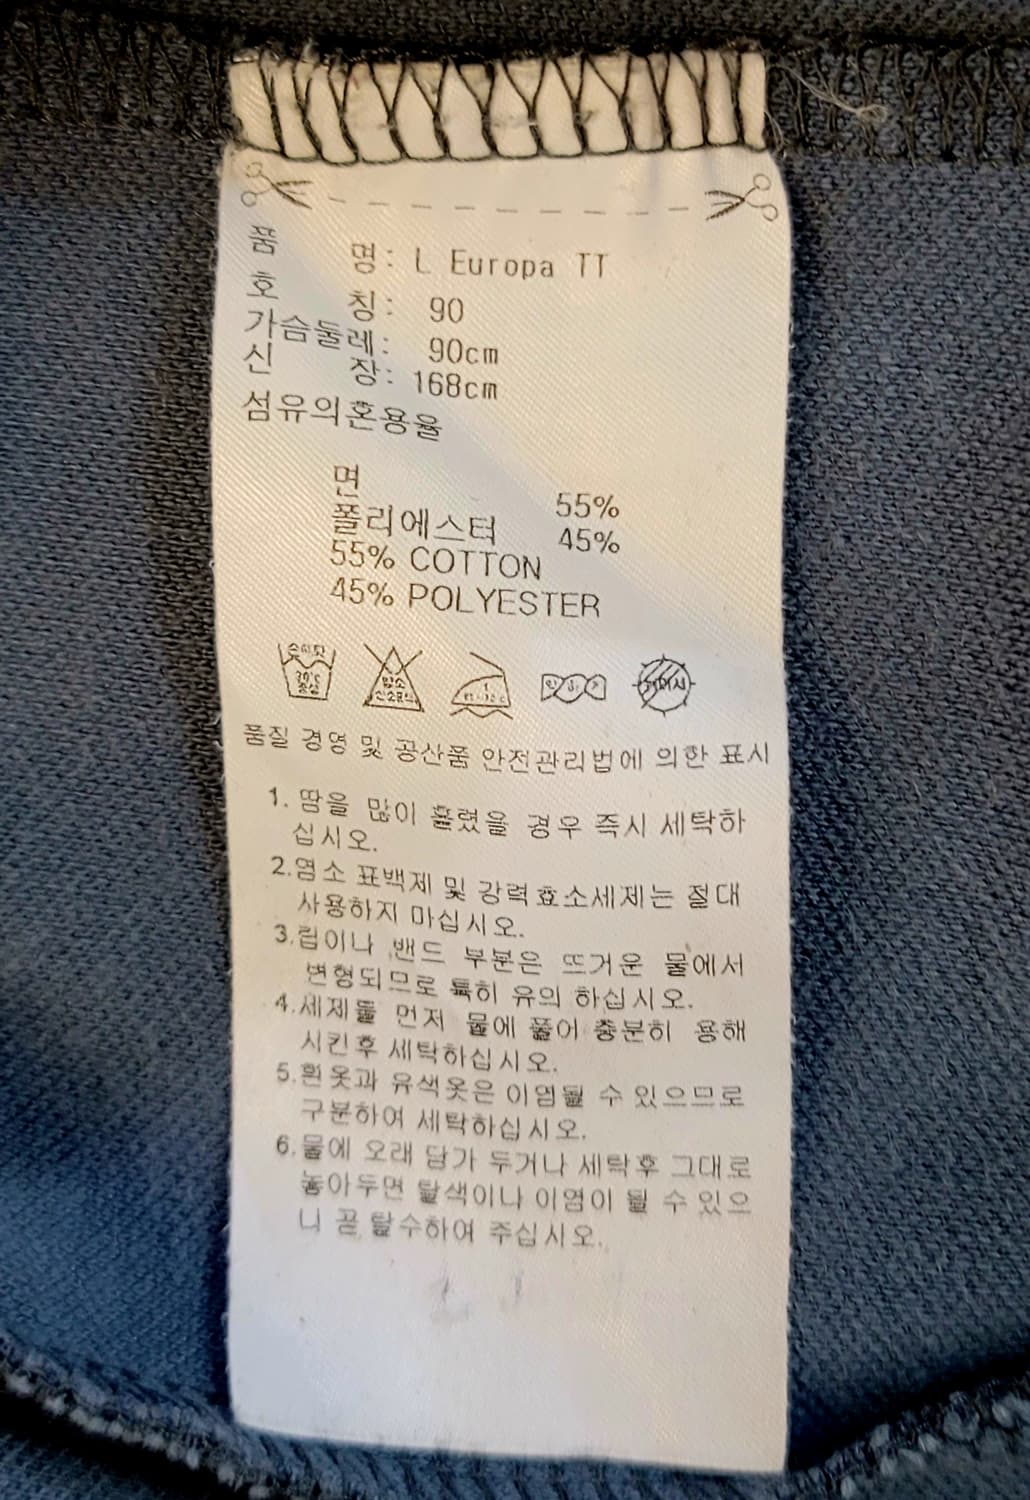 품 명: L Europa TT
호 칭: 90
가슴둘레: 90cm
신 장: 168cm
섬유의혼용율
면 55%
폴리에스터 45%
55% COTTON
45% POLYESTER
30℃
중성
염소
산소표백
품질 경영 및 공산품 안전관리법에 의한 표시
1. 땀을 많이 흘렸을 경우 즉시 세탁하
십시오.
2.염소 표백제 및 강력효소세제는 절대
사용하지 마십시오.
3.립이나 밴드 부분은 뜨거운 물에서
변형되므로 특히 유의 하십시오.
4.세제를 먼저 물에 풀어 충분히 용해
시킨후 세탁하십시오.
5.흰옷과 유색옷은 이염될 수 있으므로
구분하여 세탁하십시오.
6.물에 오래 담가 두거나 세탁후 그대로
놓아두면 탈색이나 이염이 될 수 있으
니 곧 탈수하여 주십시오.